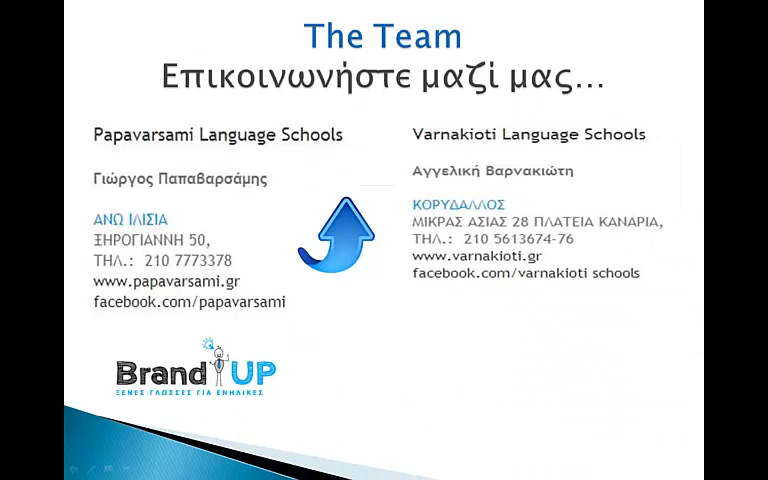 The Team
Επικοινωνήστε μαζί μας...
Papavarsami Language Schools
Γιώργος Παπαβαρσάμης
ΑΝΩ ΙΛΙΣΙΑ
ΞΗΡΟΓΙΑΝΝΗ 50,
ΤΗΛ.: 210 7773378
www.papavarsami.gr
facebook.com/papavarsami
Varnakioti Language Schools
Αγγελική Βαρνακιώτη
ΚΟΡΥΔΑΛΛΟΣ
ΜΙΚΡΑΣ ΑΣΙΑΣ 28 ΠΛΑΤΕΙΑ ΚΑΝΑΡΙΑ,
ΤΗΛ.: 210 5613674-76
www.varnakioti.gr
facebook.com/varnakioti schools
Brand UP
ΞΕΝΕΣ ΓΛΩΣΣΕΣ ΓΙΑ ΕΝΗΛΙΚΕΣ